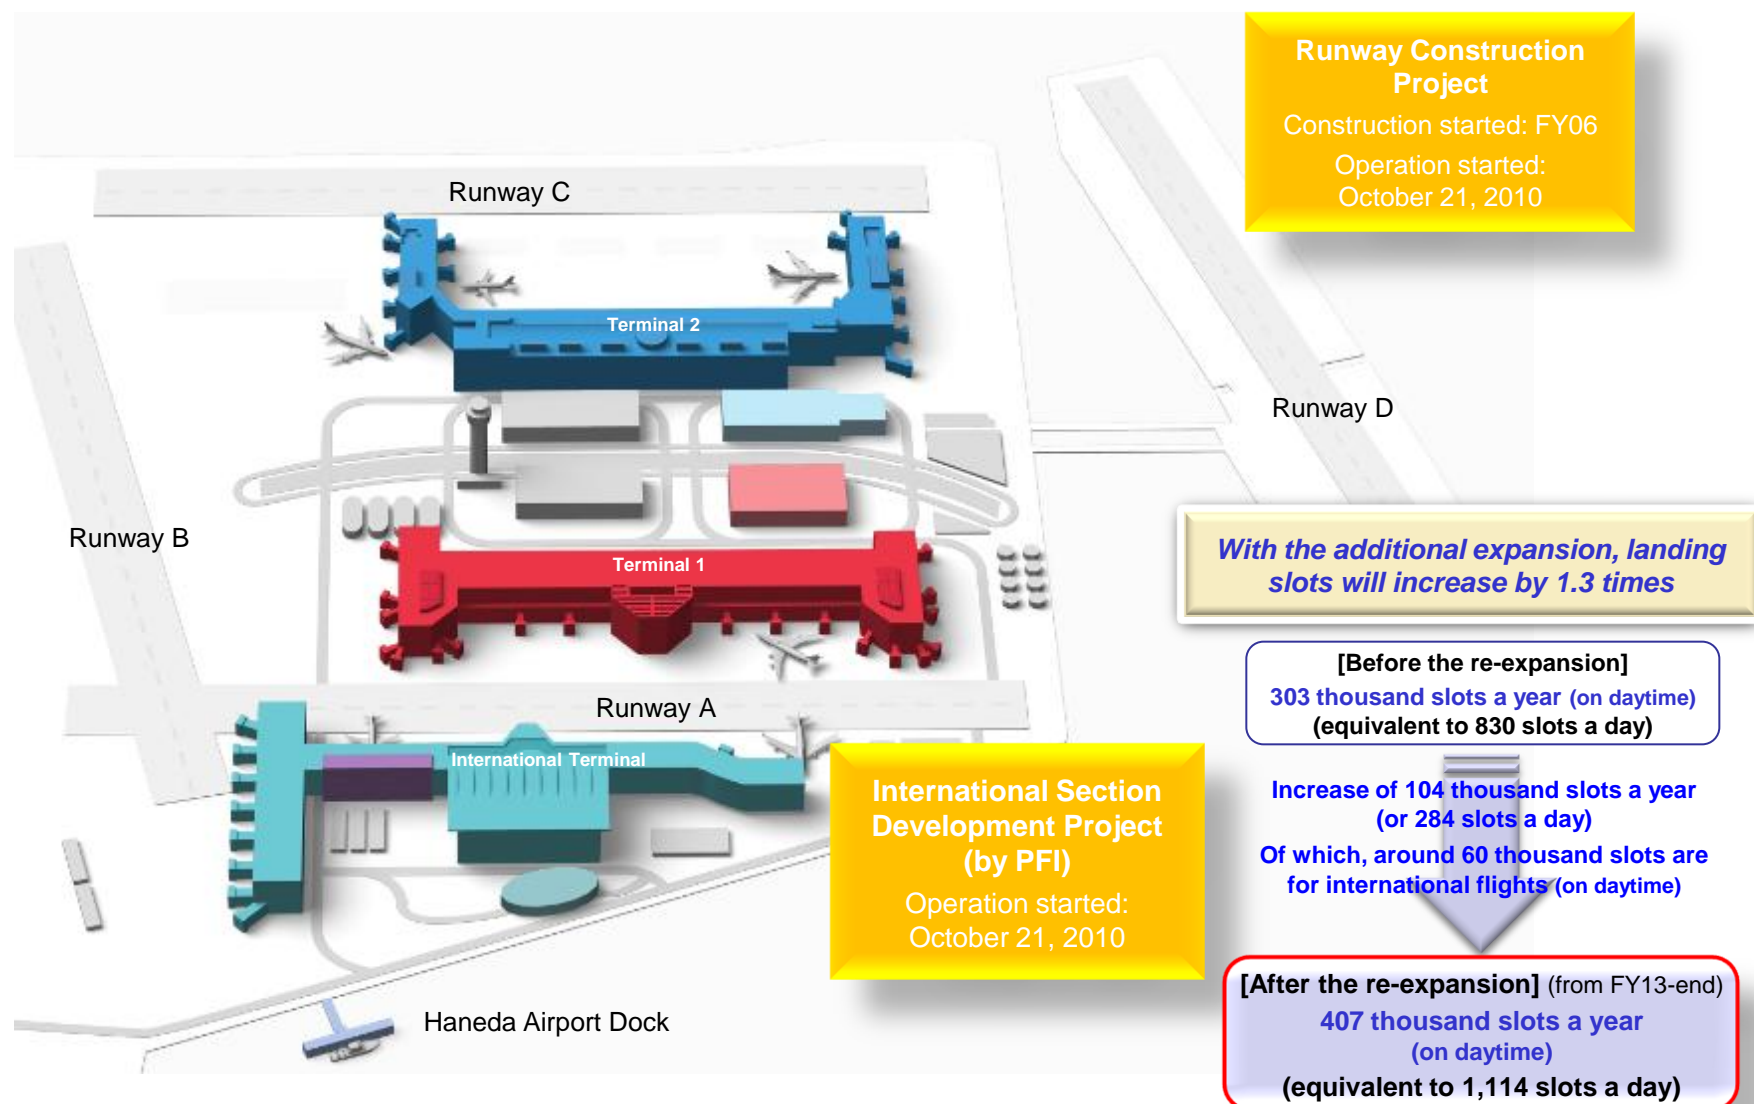 Runway Construction
Project
Construction started: FY06
Operation started:
October 21, 2010
Runway C
Terminal 2
Runway D
Runway B
Terminal 1
With the additional expansion, landing
slots will increase by 1.3 times
[Before the re-expansion]
303 thousand slots a year (on daytime)
(equivalent to 830 slots a day)
Runway A
International Terminal
International Section
Development Project
(by PFI)
Operation started:
October 21, 2010
Increase of 104 thousand slots a year
(or 284 slots a day)
Of which, around 60 thousand slots are
for international flights (on daytime)
[After the re-expansion] (from FY13-end)
407 thousand slots a year
(on daytime)
(equivalent to 1,114 slots a day)
Haneda Airport Dock